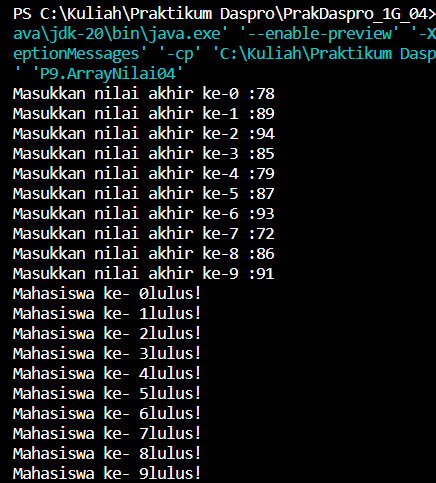 PS C:\Kuliah\Praktikum Daspro\PrakDaspro_1G_04>
ava\jdk-20\bin\java.exe' '--enable-preview' '-X
eptionMessages' '-cp' 'C:\Kuliah\Praktikum Dasp
' 'P9.ArrayNilai04'
Masukkan nilai akhir ke-0 :78
Masukkan nilai akhir ke-1 :89
Masukkan nilai akhir ke-2 :94
Masukkan nilai akhir ke-3 :85
Masukkan nilai akhir ke-4 :79
Masukkan nilai akhir ke-5 :87
Masukkan nilai akhir ke-6 :93
Masukkan nilai akhir ke-7 :72
Masukkan nilai akhir ke-8 :86
Masukkan nilai akhir ke-9 :91
Mahasiswa ke- 0lulus!
Mahasiswa ke- 1lulus!
Mahasiswa ke- 2lulus!
Mahasiswa ke- 3lulus!
Mahasiswa ke- 4lulus!
Mahasiswa ke- 5lulus!
Mahasiswa ke- 6lulus!
Mahasiswa ke- 7lulus!
Mahasiswa ke- 8lulus!
Mahasiswa ke- 9lulus!